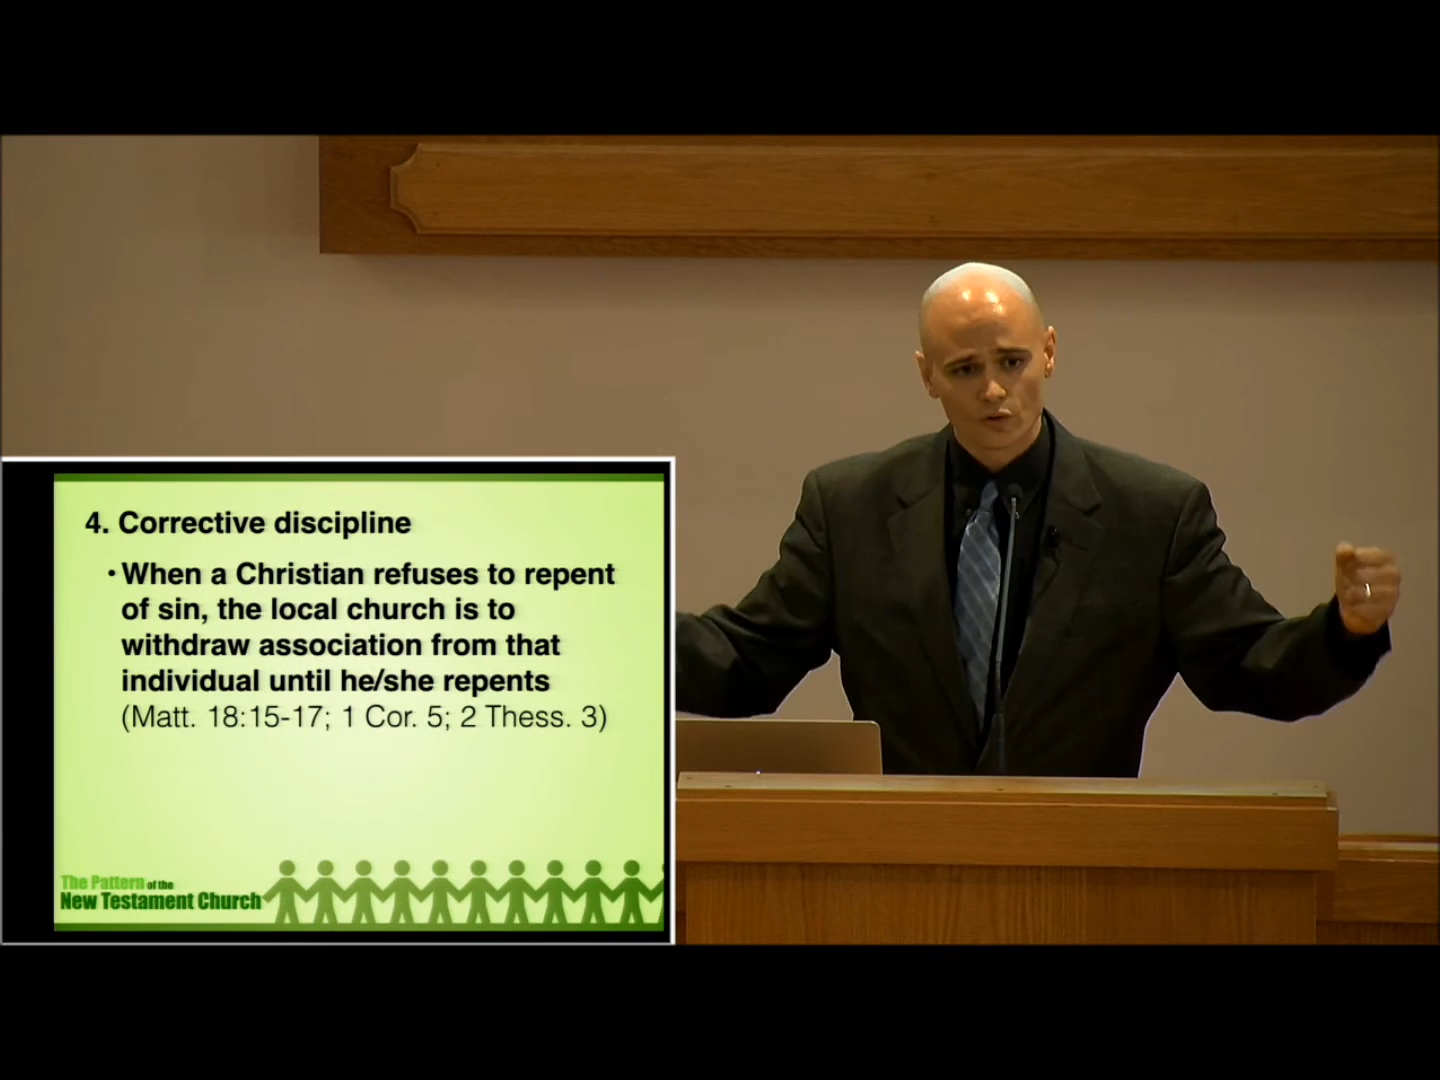 4. Corrective discipline
• When a Christian refuses to repent
of sin, the local church is to
withdraw association from that
individual until he/she repents
(Matt. 18:15-17; 1 Cor. 5; 2 Thess. 3)
The Pattern of the
New Testament Church